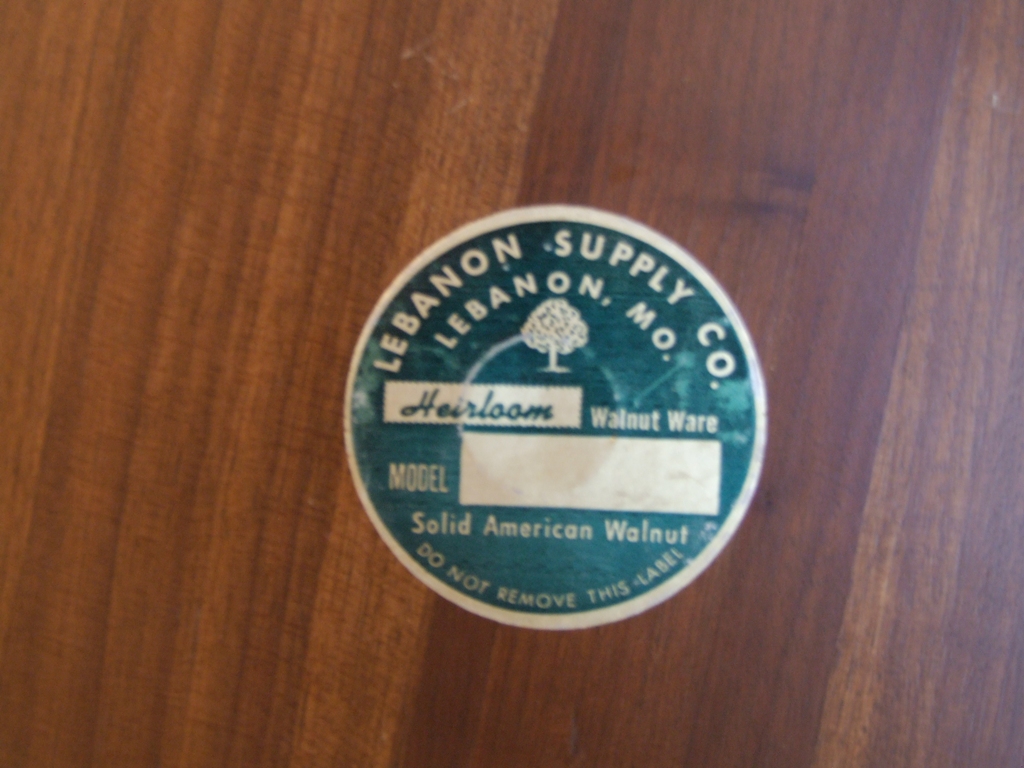 LEBANON SUPPLY CO.
LEBANON, MO.
Heirloom Walnut Ware
MODEL
Solid American Walnut
DO NOT REMOVE THIS LABEL